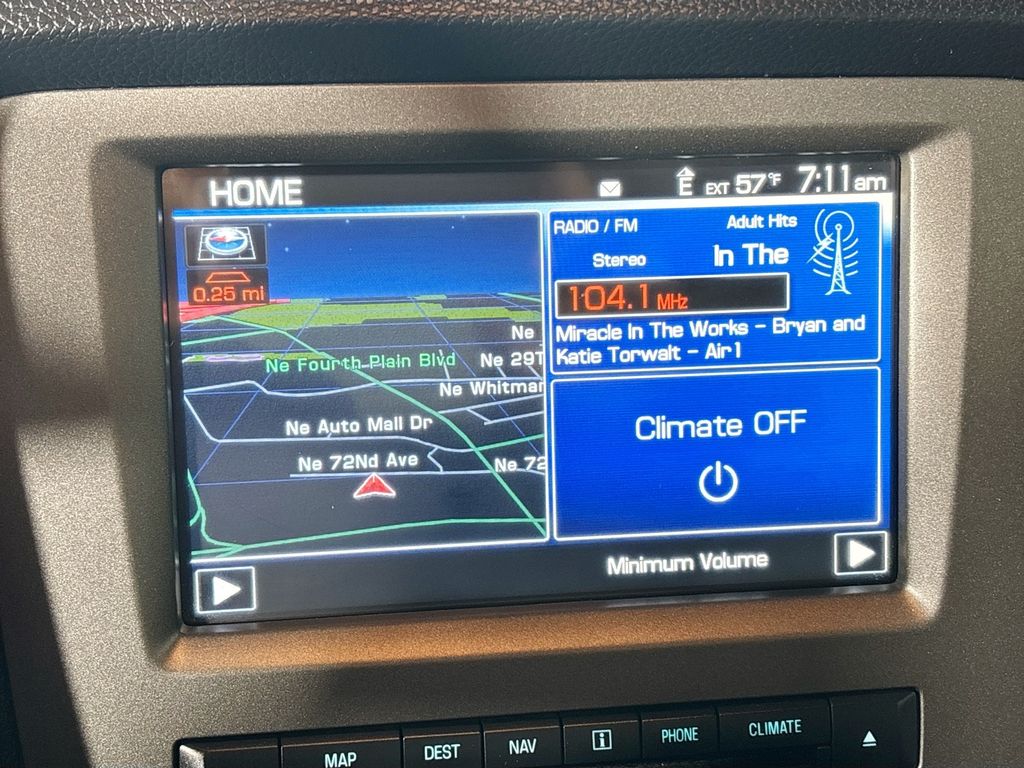 HOME
E EXT 57°F 7:11am
0.25 mi
Ne
Ne Fourth Plain Blvd Ne 29T
Ne Whitman
Ne Auto Mall Dr
Ne 72Nd Ave Ne 72
RADIO / FM Adult Hits
Stereo In The
104.1 MHz
Miracle In The Works - Bryan and
Katie Torwalt - Air1
Climate OFF
Minimum Volume
MAP DEST NAV i PHONE CLIMATE